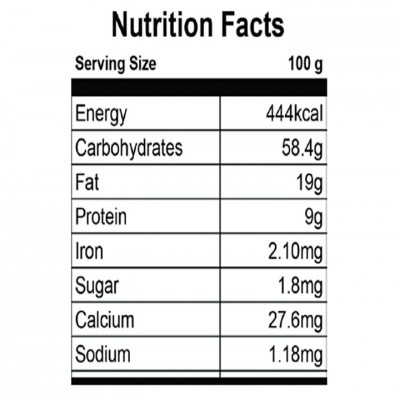 Nutrition Facts
Serving Size 100 g
Energy 444kcal
Carbohydrates 58.4g
Fat 19g
Protein 9g
Iron 2.10mg
Sugar 1.8mg
Calcium 27.6mg
Sodium 1.18mg